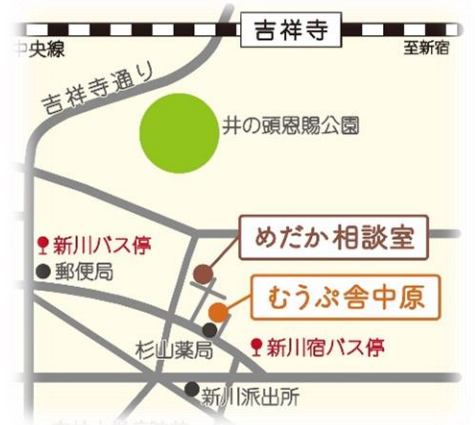 吉祥寺
中央線
至新宿
吉祥寺通り
井の頭恩賜公園
めだか相談室
新川バス停
郵便局
むうぷ舎中原
杉山薬局
新川宿バス停
新川派出所